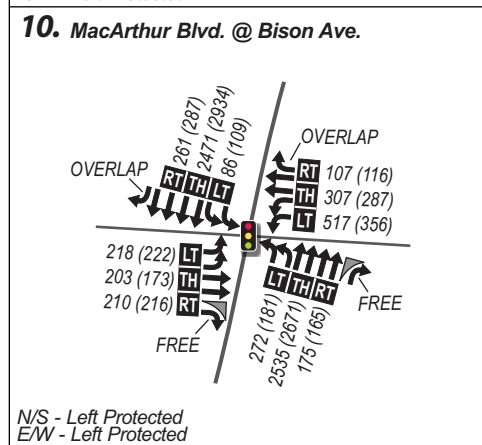 10. MacArthur Blvd. @ Bison Ave.
261 (287)
2471 (2934)
86 (109)
OVERLAP
RT TH LT
OVERLAP
RT 107 (116)
TH 307 (287)
LT 517 (356)
218 (222) LT
203 (173) TH
210 (216) RT
FREE
LT TH RT
272 (181)
2535 (2671)
175 (165)
FREE
N/S - Left Protected
E/W - Left Protected